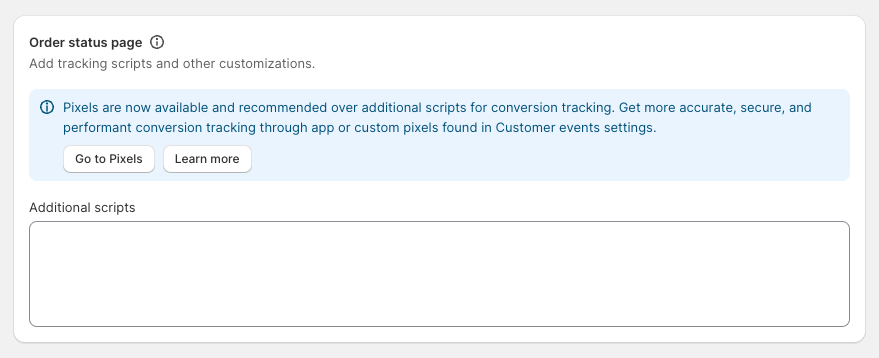 Order status page
Add tracking scripts and other customizations.
Pixels are now available and recommended over additional scripts for conversion tracking. Get more accurate, secure, and
performant conversion tracking through app or custom pixels found in Customer events settings.
Go to Pixels Learn more
Additional scripts